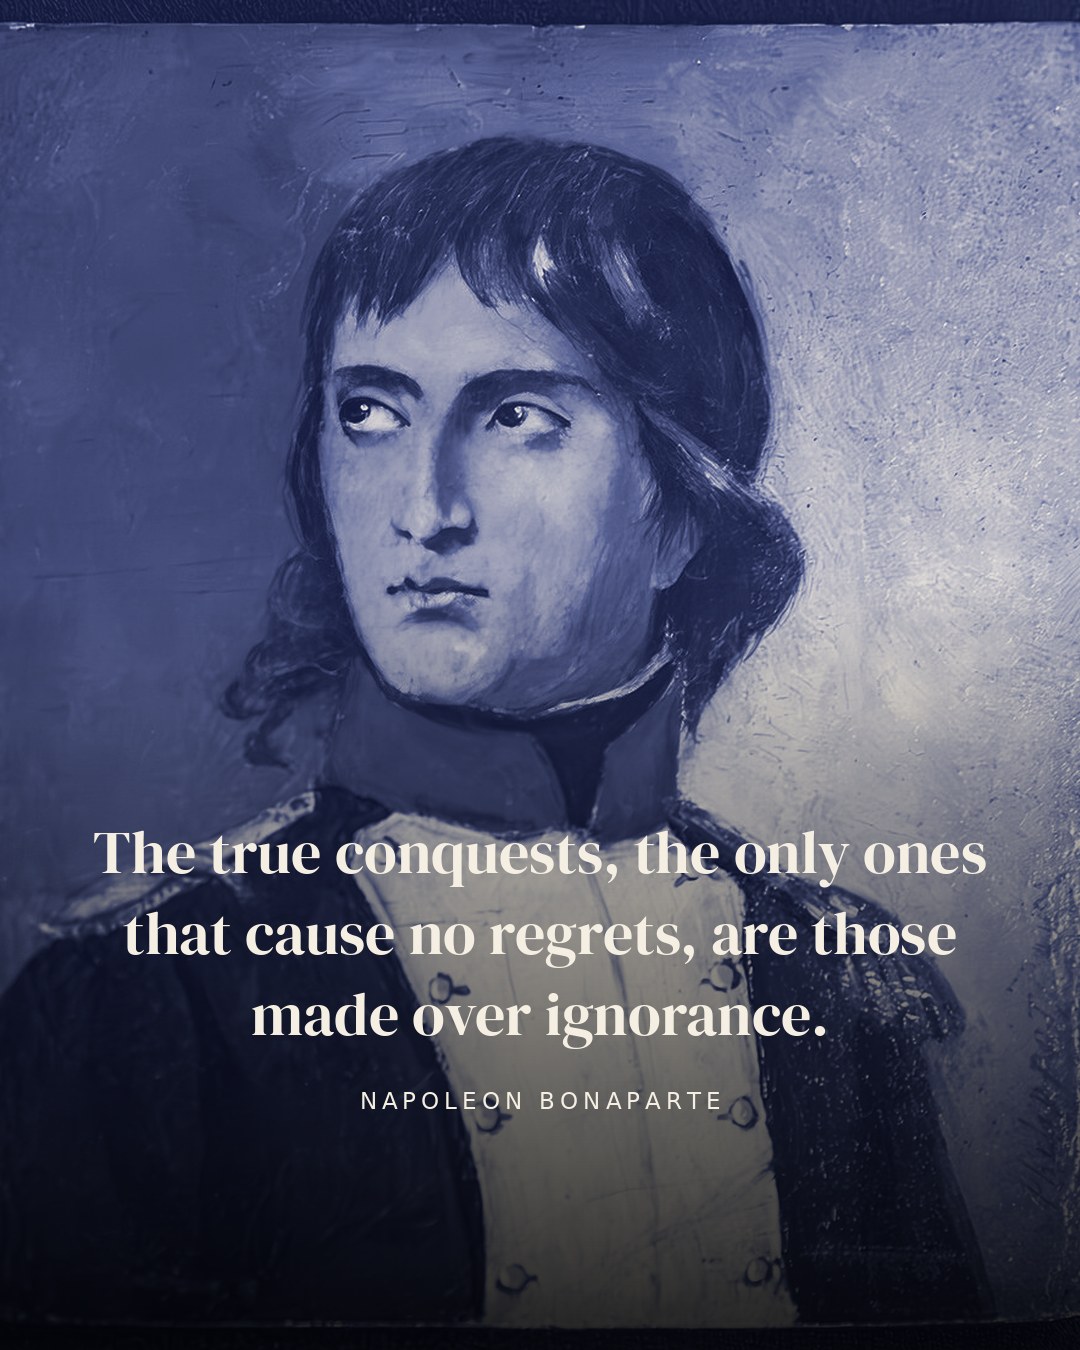 The true conquests, the only ones
that cause no regrets, are those
made over ignorance.
NAPOLEON BONAPARTE